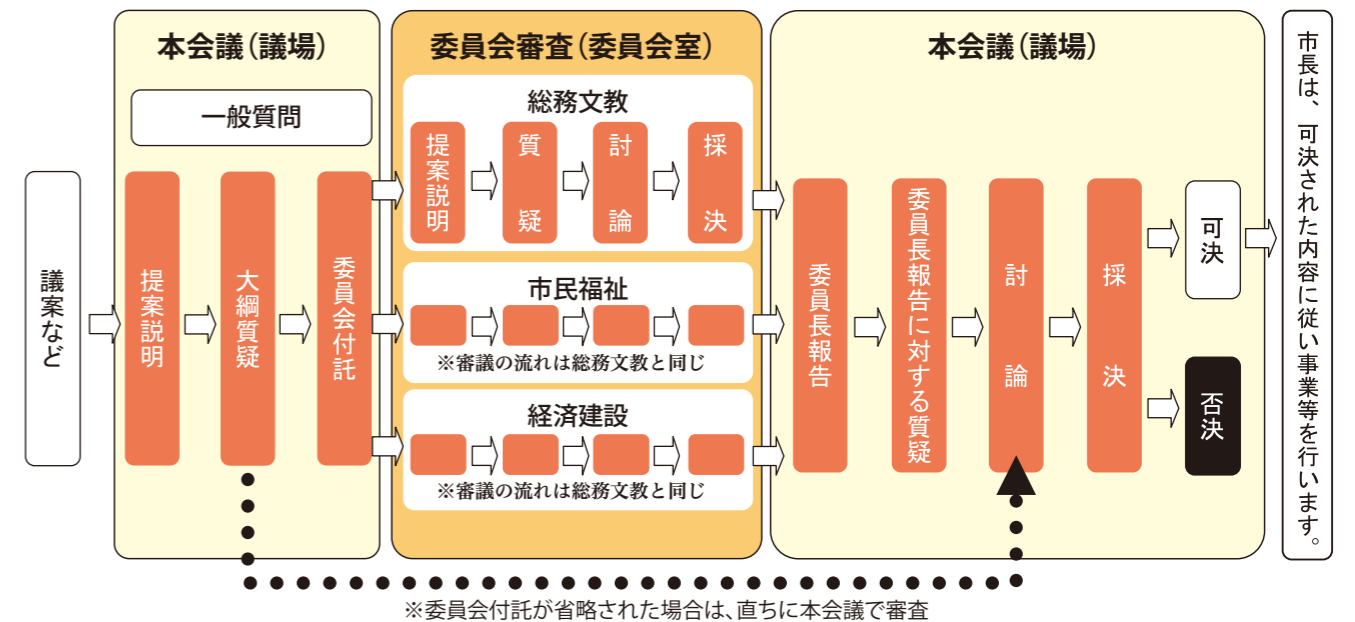 議案など
本会議（議場）
一般質問
提案説明
大綱質疑
委員会付託
委員会審査（委員会室）
総務文教
提案説明
質疑
討論
採決
市民福祉
※審議の流れは総務文教と同じ
経済建設
※審議の流れは総務文教と同じ
本会議（議場）
委員長報告
委員長報告に対する質疑
討論
採決
可決
否決
市長は、可決された内容に従い事業等を行います。
※委員会付託が省略された場合は、直ちに本会議で審査